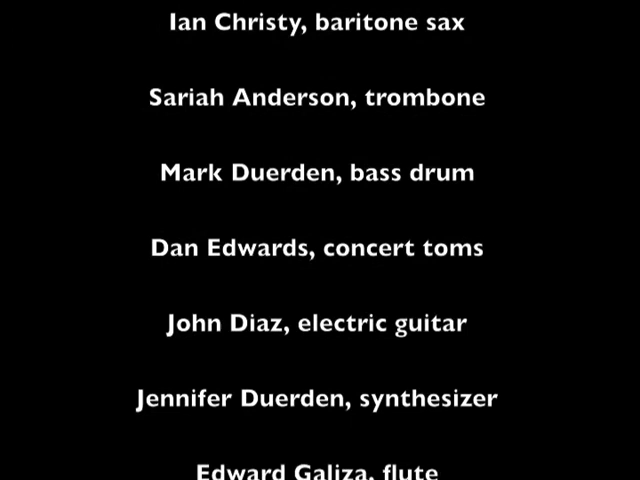 Ian Christy, baritone sax
Sariah Anderson, trombone
Mark Duerden, bass drum
Dan Edwards, concert toms
John Diaz, electric guitar
Jennifer Duerden, synthesizer
Edward Galiza, flute